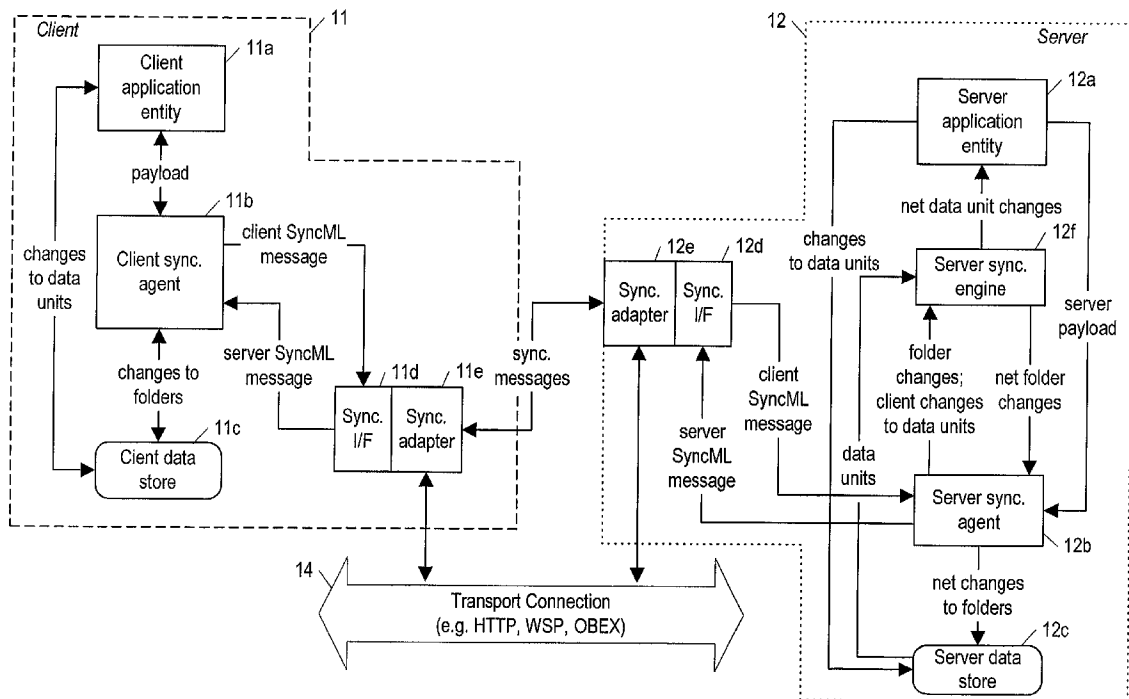 Client
11
11a
Client
application
entity
payload
11b
changes
to data
units
Client sync.
agent
client SyncML
message
server SyncML
message
changes to
folders
11c
Cient data
store
11d
11e
Sync.
I/F
Sync.
adapter
sync.
messages
12
Server
12a
Server
application
entity
net data unit changes
12f
changes
to data units
Server sync.
engine
server
payload
12e
12d
Sync.
adapter
Sync.
I/F
folder
changes;
client changes
to data units
net folder
changes
client
SyncML
message
server
SyncML
message
data
units
Server sync.
agent
12b
net changes
to folders
12c
Server data
store
14
Transport Connection
(e.g. HTTP, WSP, OBEX)